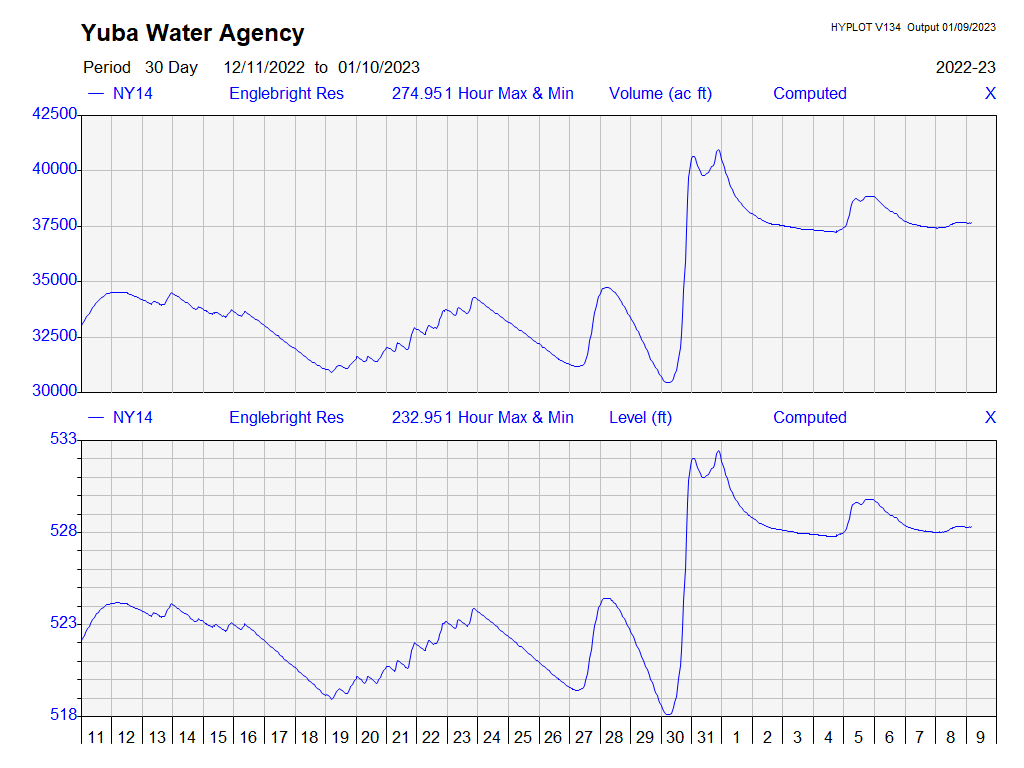 Yuba Water Agency
HYPLOT V134 Output 01/09/2023
Period 30 Day 12/11/2022 to 01/10/2023
2022-23
NY14 Englebright Res 274.951 Hour Max & Min Volume (ac ft) Computed X
42500
40000
37500
35000
32500
30000
NY14 Englebright Res 232.951 Hour Max & Min Level (ft) Computed X
533
528
523
518
11 12 13 14 15 16 17 18 19 20 21 22 23 24 25 26 27 28 29 30 31 1 2 3 4 5 6 7 8 9